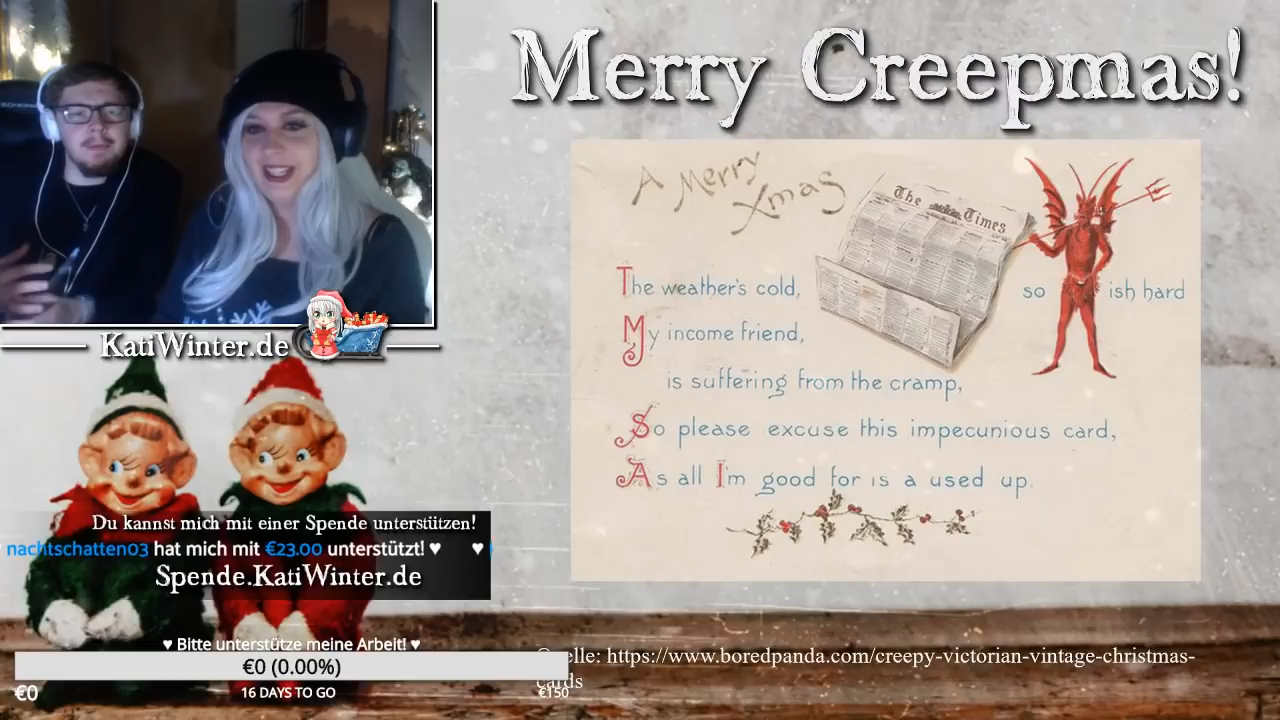 Merry Creepmas!
A Merry
Xmas
The Times
The weather's cold, so ish hard
My income friend,
is suffering from the cramp,
So please excuse this impecunious card,
As all I'm good for is a used up.
KatiWinter.de
Du kannst mich mit einer Spende unterstützen!
nachtschatten03 hat mich mit €23.00 unterstützt! ♥ ♥
Spende.KatiWinter.de
♥ Bitte unterstütze meine Arbeit! ♥
€0 (0.00%)
€0 16 DAYS TO GO €150
Quelle: https://www.boredpanda.com/creepy-victorian-vintage-christmas-
cards